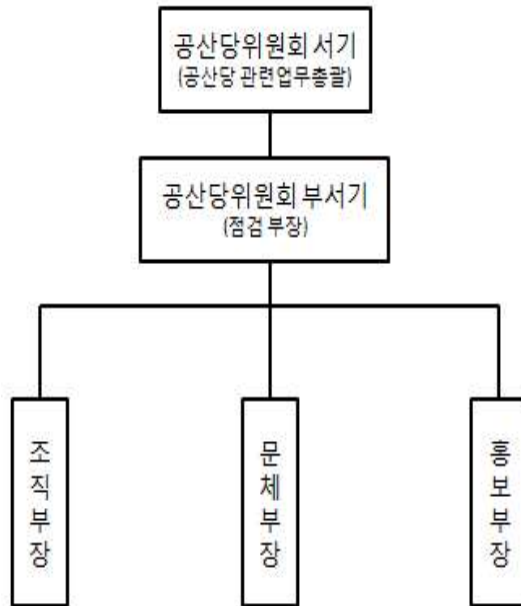 공산당위원회 서기
(공산당 관련업무총괄)
공산당위원회 부서기
(점검 부장)
조직부장
문체부장
홍보부장